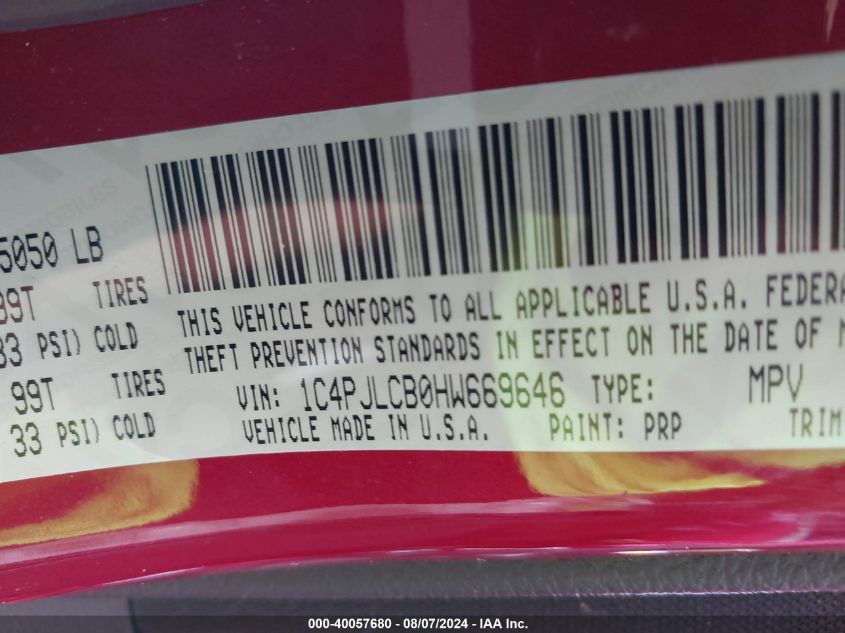 5050 LB
99T TIRES
33 PSI) COLD
99T TIRES
33 PSI) COLD
THIS VEHICLE CONFORMS TO ALL APPLICABLE U.S.A. FEDERA
THEFT PREVENTION STANDARDS IN EFFECT ON THE DATE OF M
VIN: 1C4PJLCB0HW669646 TYPE: MPV
VEHICLE MADE IN U.S.A. PAINT: PRP TRIM
000-40057680 - 08/07/2024 - IAA Inc.